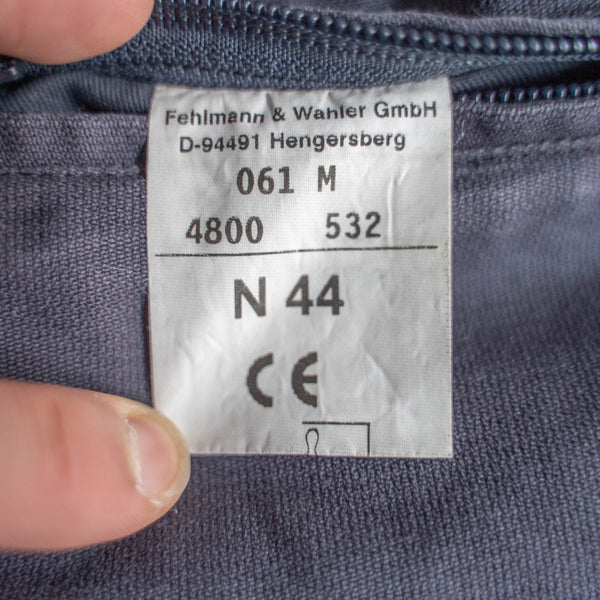 Fehlmann & Wahler GmbH
D-94491 Hengersberg
061 M
4800 532
N 44
CE